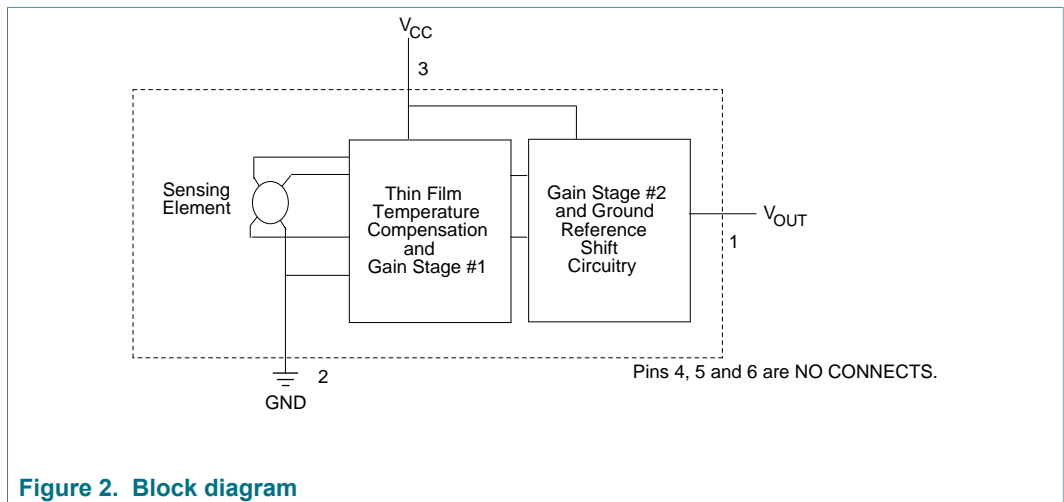 VCC
3
Sensing
Element
Thin Film
Temperature
Compensation
and
Gain Stage #1
Gain Stage #2
and Ground
Reference
Shift
Circuitry
VOUT
1
2
GND
Pins 4, 5 and 6 are NO CONNECTS.
Figure 2. Block diagram